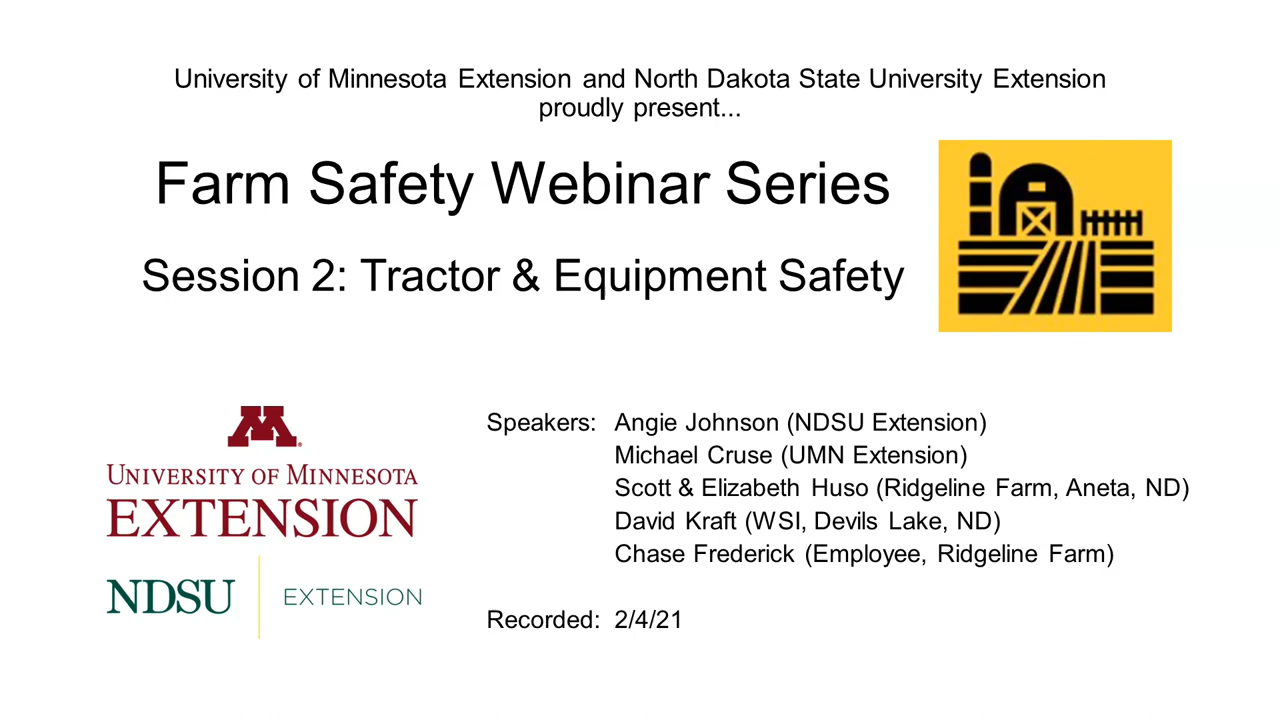 University of Minnesota Extension and North Dakota State University Extension
proudly present...
Farm Safety Webinar Series
Session 2: Tractor & Equipment Safety
M
UNIVERSITY OF MINNESOTA
EXTENSION
NDSU EXTENSION
Speakers: Angie Johnson (NDSU Extension)
Michael Cruse (UMN Extension)
Scott & Elizabeth Huso (Ridgeline Farm, Aneta, ND)
David Kraft (WSI, Devils Lake, ND)
Chase Frederick (Employee, Ridgeline Farm)
Recorded: 2/4/21